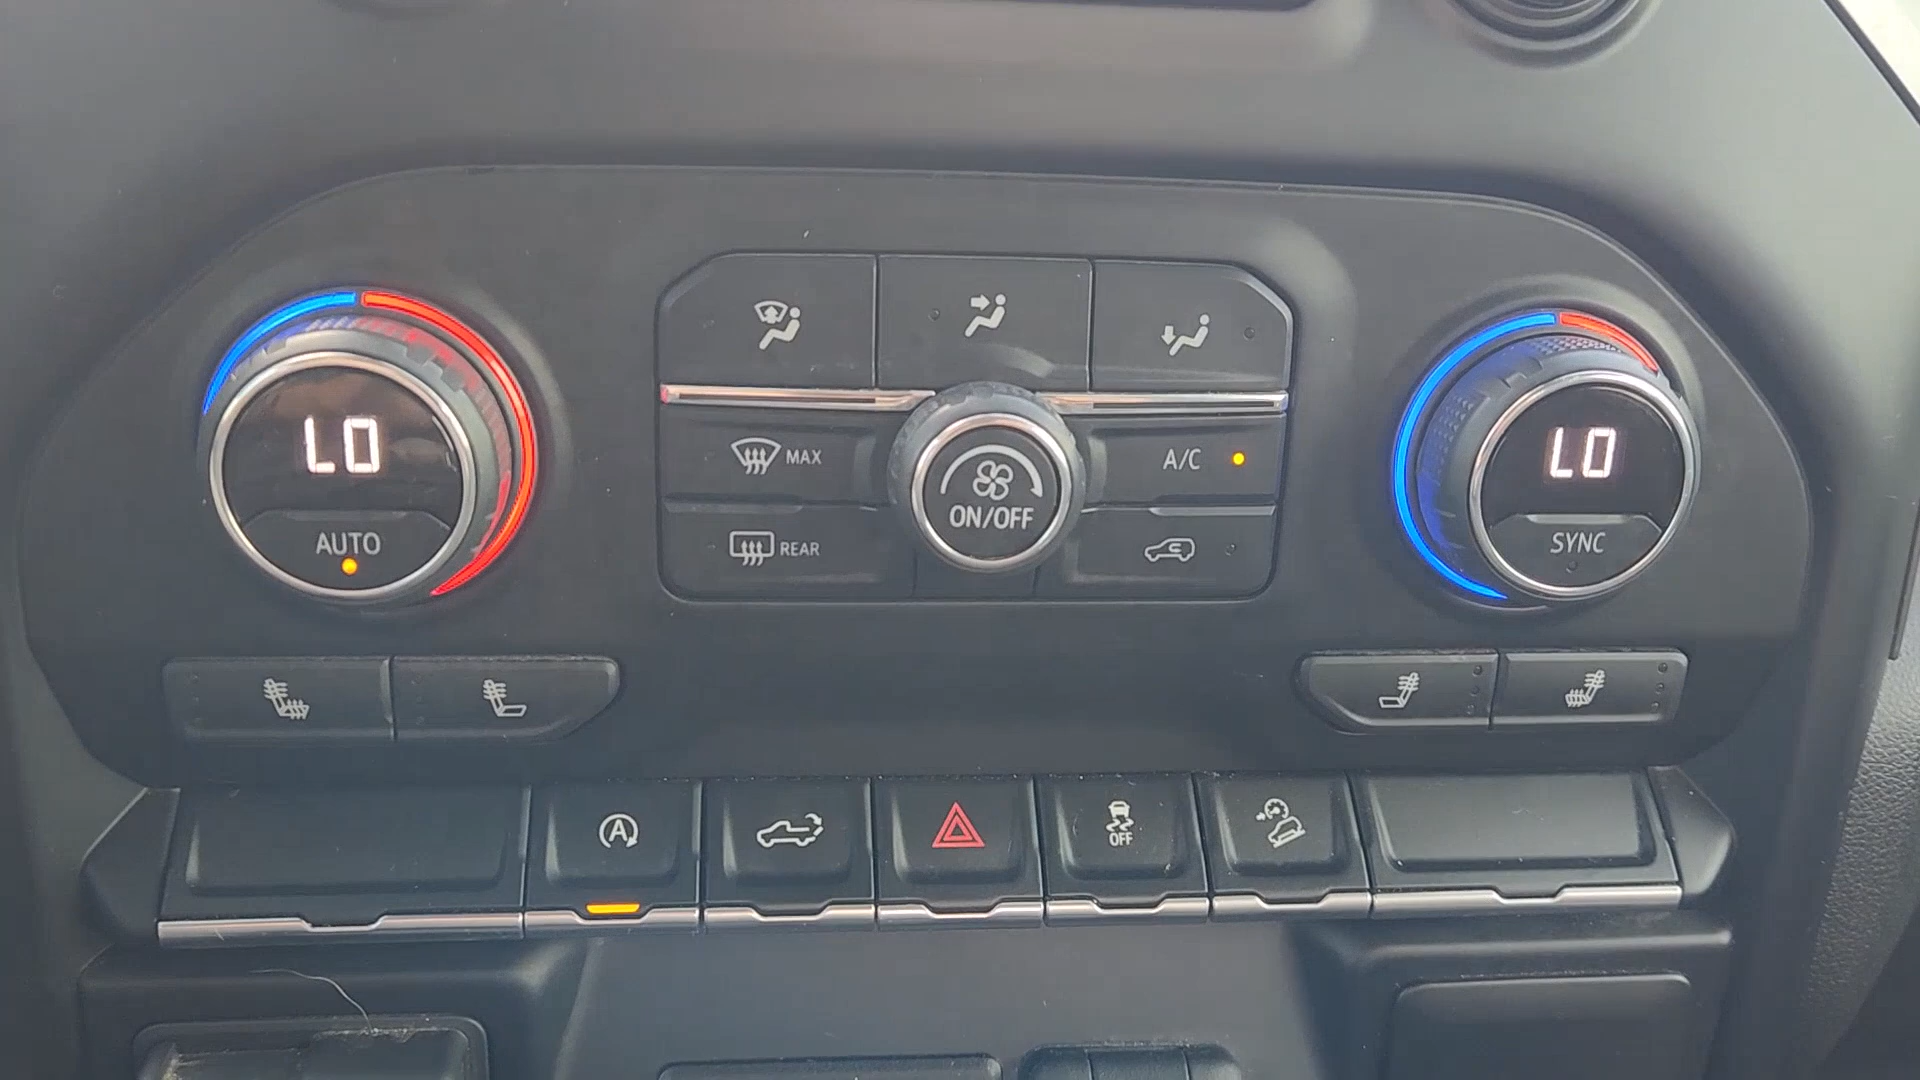 LO
AUTO
MAX
REAR
ON/OFF
A/C
LO
SYNC
A
OFF